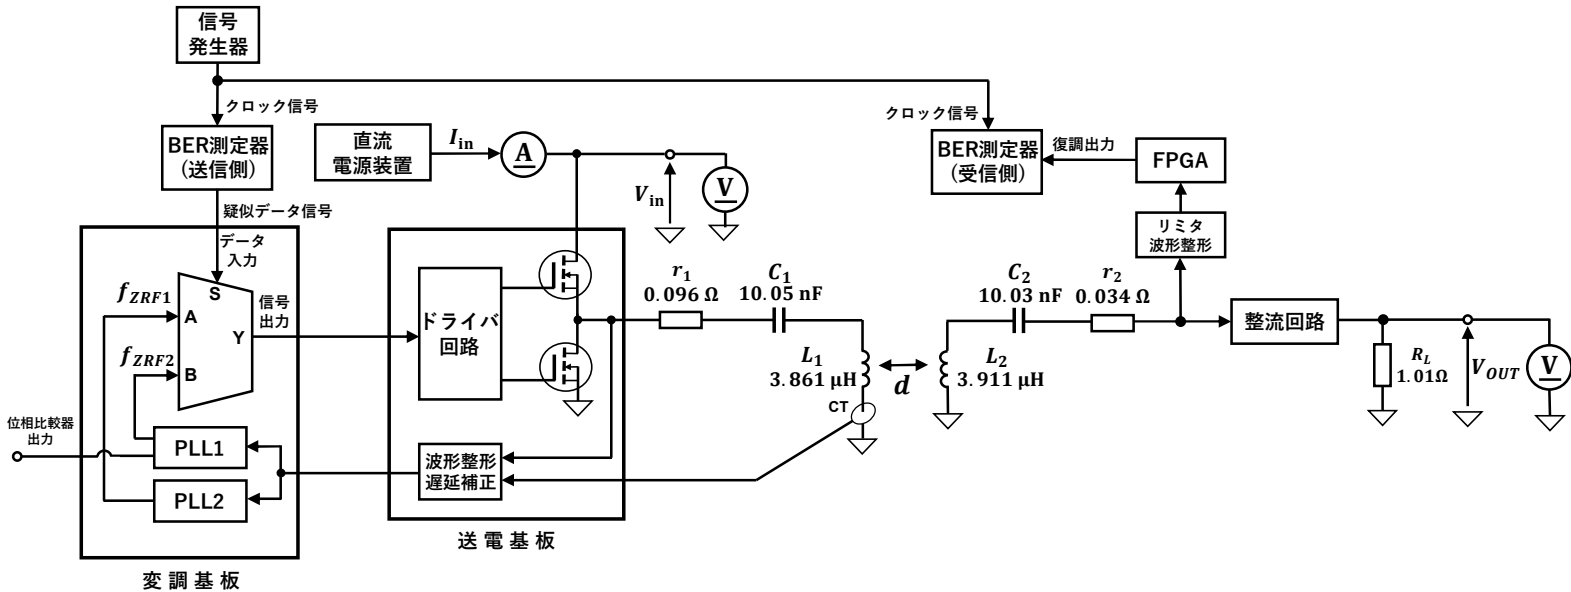 信号
発生器
クロック信号
BER測定器
(送信側)
疑似データ信号
データ
入力
直流
電源装置
I_in
A
V_in
V
クロック信号
BER測定器
(受信側)
復調出力
FPGA
リミタ
波形整形
f_ZRF1
f_ZRF2
S
A
B
Y
信号
出力
位相比較器
出力
PLL1
PLL2
変調基板
ドライバ
回路
波形整形
遅延補正
送電基板
r_1
0.096 Ω
C_1
10.05 nF
L_1
3.861 μH
CT
d
C_2
10.03 nF
r_2
0.034 Ω
L_2
3.911 μH
整流回路
R_L
1.01Ω
V_OUT
V